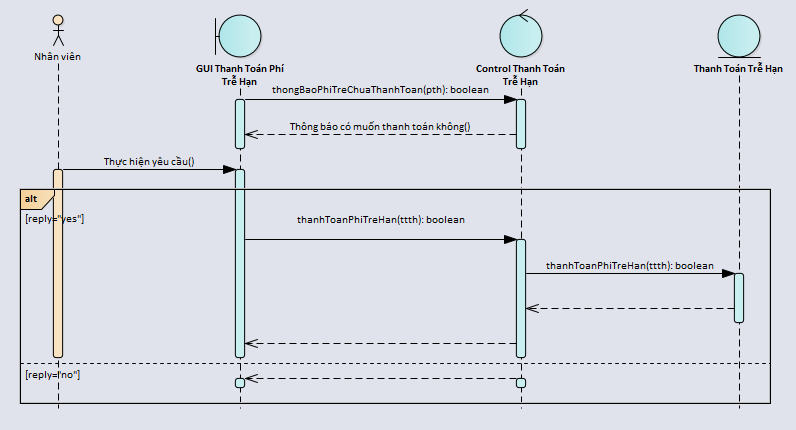 Nhân viên
GUI Thanh Toán Phí
Trễ Hạn
Control Thanh Toán
Trễ Hạn
Thanh Toán Trễ Hạn
thongBaoPhiTreChuaThanhToan(pth): boolean
Thông báo có muốn thanh toán không()
Thực hiện yêu cầu()
alt
[reply="yes"]
thanhToanPhiTreHan(ttth): boolean
thanhToanPhiTreHan(ttth): boolean
[reply="no"]